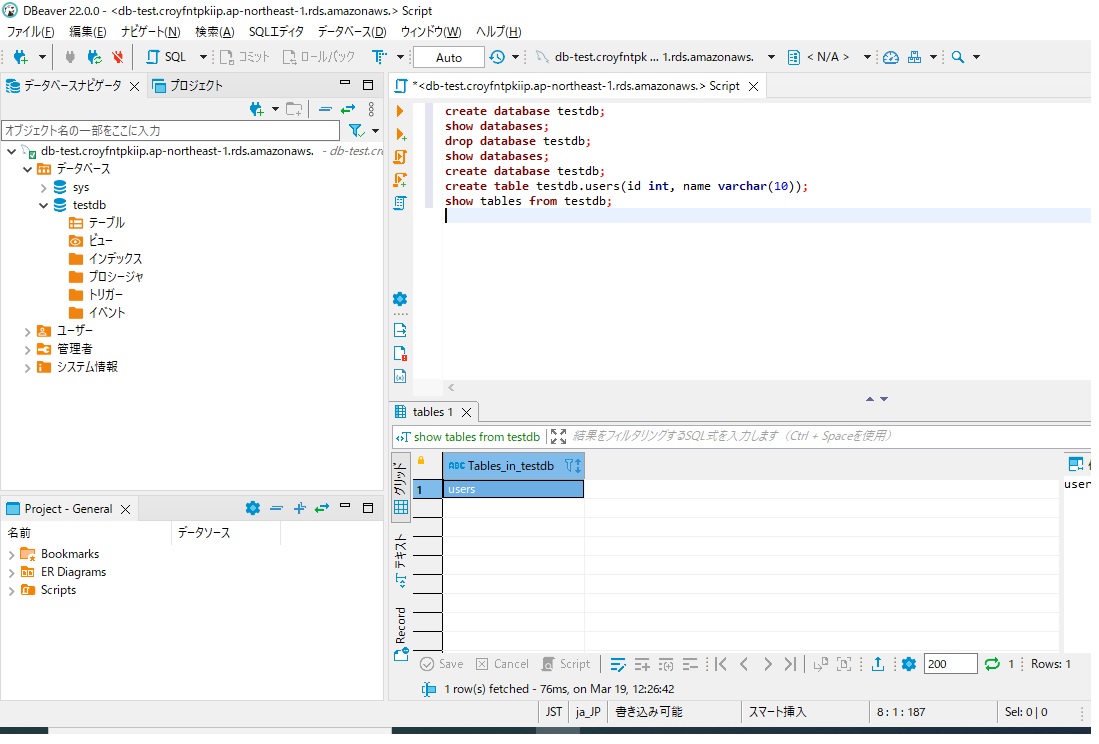 DBeaver 22.0.0 - <db-test.croyfntpkiip.ap-northeast-1.rds.amazonaws.> Script
ファイル(F) 編集(E) ナビゲート(N) 検索(A) SQLエディタ データベース(D) ウィンドウ(W) ヘルプ(H)
SQL コミット ロールバック Auto db-test.croyfntpk ... 1.rds.amazonaws. < N/A >
データベースナビゲータ プロジェクト
オブジェクト名の一部をここに入力
db-test.croyfntpkiip.ap-northeast-1.rds.amazonaws. - db-test.cr
データベース
sys
testdb
テーブル
ビュー
インデックス
プロシージャ
トリガー
イベント
ユーザー
管理者
システム情報
Project - General
名前 データソース
Bookmarks
ER Diagrams
Scripts
*<db-test.croyfntpkiip.ap-northeast-1.rds.amazonaws.> Script
create database testdb;
show databases;
drop database testdb;
show databases;
create database testdb;
create table testdb.users(id int, name varchar(10));
show tables from testdb;
tables 1
show tables from testdb 結果をフィルタリングするSQL式を入力します (Ctrl + Spaceを使用)
グリッド
テキスト
Record
ABC Tables_in_testdb
1 users
user
Save Cancel Script 200 1 Rows: 1
1 row(s) fetched - 76ms, on Mar 19, 12:26:42
JST ja_JP 書き込み可能 スマート挿入 8 : 1 : 187 Sel: 0 | 0